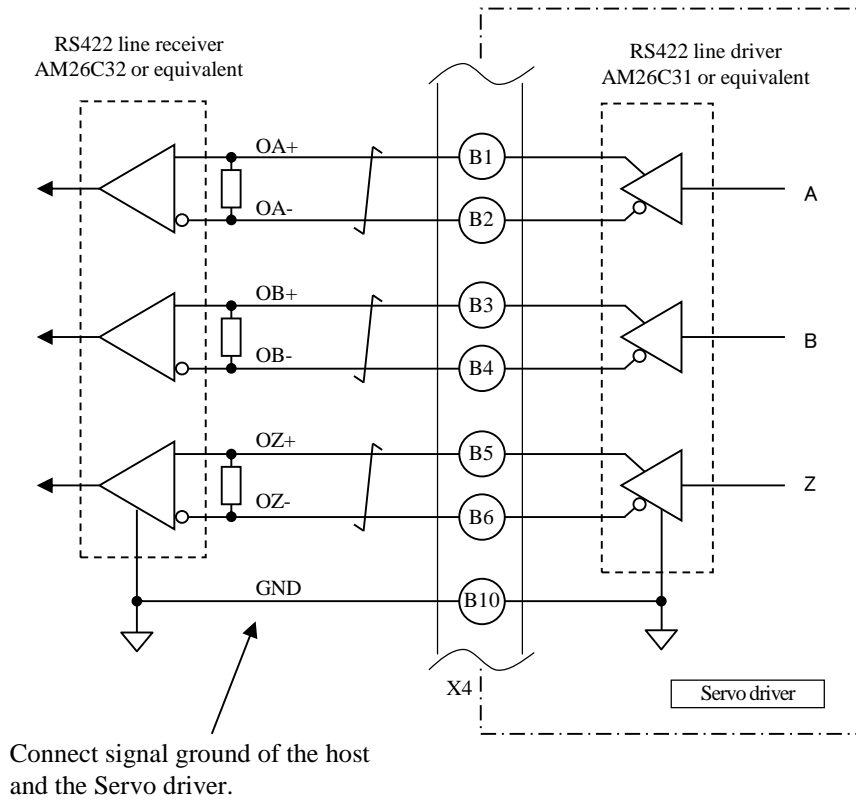 RS422 line receiver
AM26C32 or equivalent
RS422 line driver
AM26C31 or equivalent
OA+
B1
A
OA-
B2
OB+
B3
B
OB-
B4
OZ+
B5
Z
OZ-
B6
GND
B10
X4
Servo driver
Connect signal ground of the host
and the Servo driver.